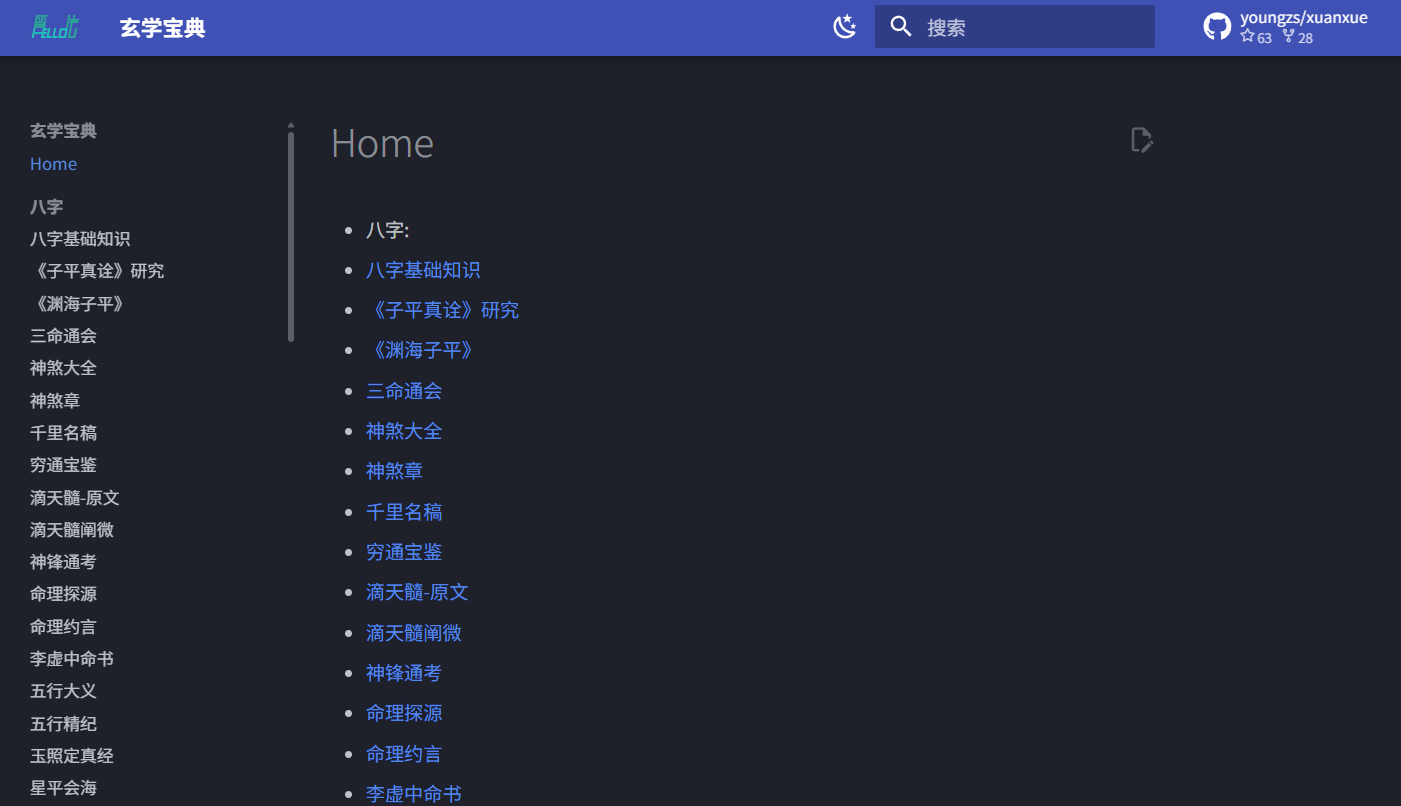 玄学宝典
搜索
youngzs/xuanxue
63 28
玄学宝典
Home
八字
八字基础知识
《子平真诠》研究
《渊海子平》
三命通会
神煞大全
神煞章
千里名稿
穷通宝鉴
滴天髓-原文
滴天髓阐微
神锋通考
命理探源
命理约言
李虚中命书
五行大义
五行精纪
玉照定真经
星平会海
Home
八字:
八字基础知识
《子平真诠》研究
《渊海子平》
三命通会
神煞大全
神煞章
千里名稿
穷通宝鉴
滴天髓-原文
滴天髓阐微
神锋通考
命理探源
命理约言
李虚中命书